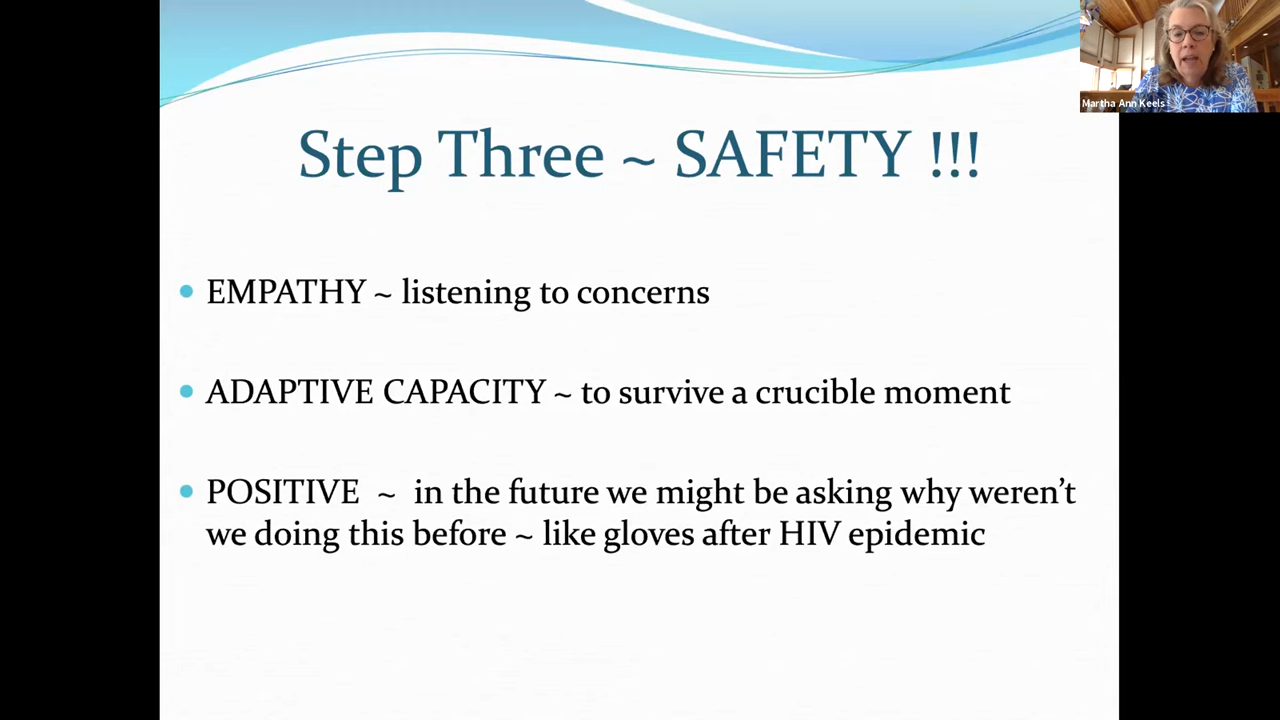 Martha Ann Keels
Step Three ~ SAFETY !!!
• EMPATHY ~ listening to concerns
• ADAPTIVE CAPACITY ~ to survive a crucible moment
• POSITIVE ~ in the future we might be asking why weren’t
we doing this before ~ like gloves after HIV epidemic